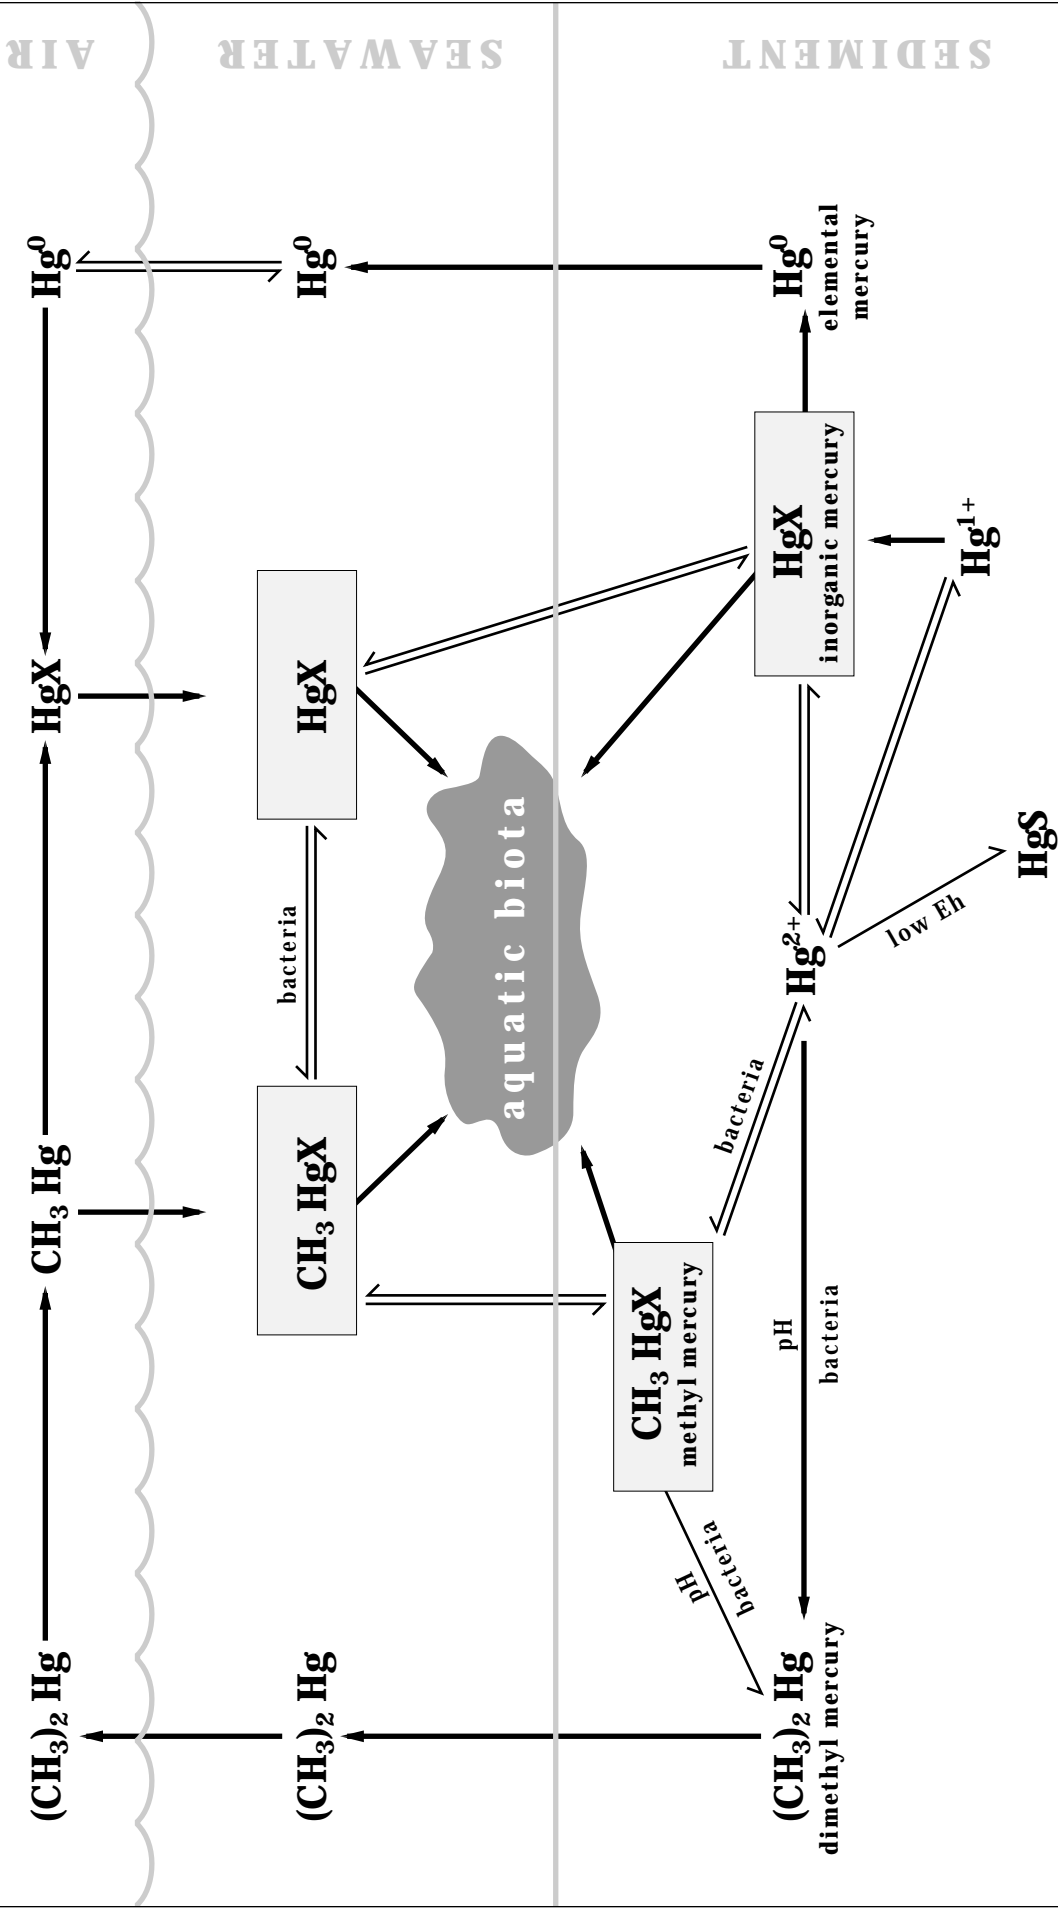 AIR
(CH₃)₂ Hg
CH₃ Hg
HgX
Hg⁰
SEAWATER
(CH₃)₂ Hg
CH₃ HgX
bacteria
HgX
Hg⁰
aquatic biota
SEDIMENT
CH₃ HgX
methyl mercury
pH
bacteria
bacteria
(CH₃)₂ Hg
dimethyl mercury
pH
bacteria
Hg²⁺
HgX
inorganic mercury
Hg⁰
elemental
mercury
low Eh
Hg¹⁺
HgS